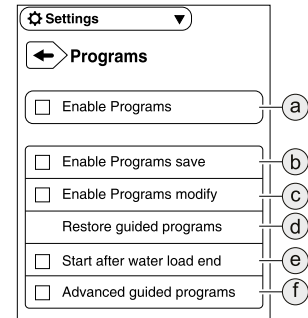 Settings
Programs
Enable Programs
a
Enable Programs save
b
Enable Programs modify
c
Restore guided programs
d
Start after water load end
e
Advanced guided programs
f